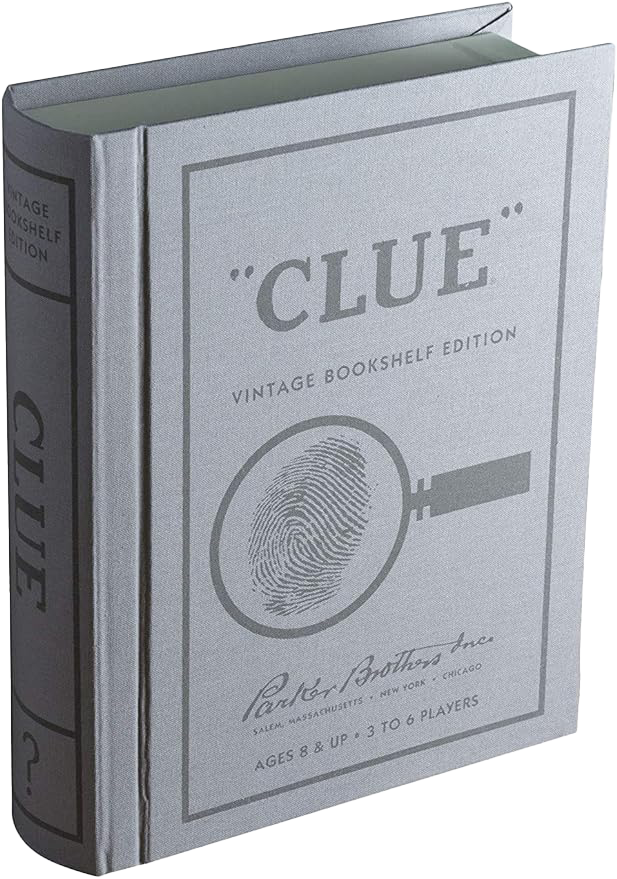 VINTAGE
BOOKSHELF
EDITION
CLUE
?
"CLUE"
VINTAGE BOOKSHELF EDITION
Parker Brothers Inc.
SALEM, MASSACHUSETTS • NEW YORK • CHICAGO
AGES 8 & UP • 3 TO 6 PLAYERS